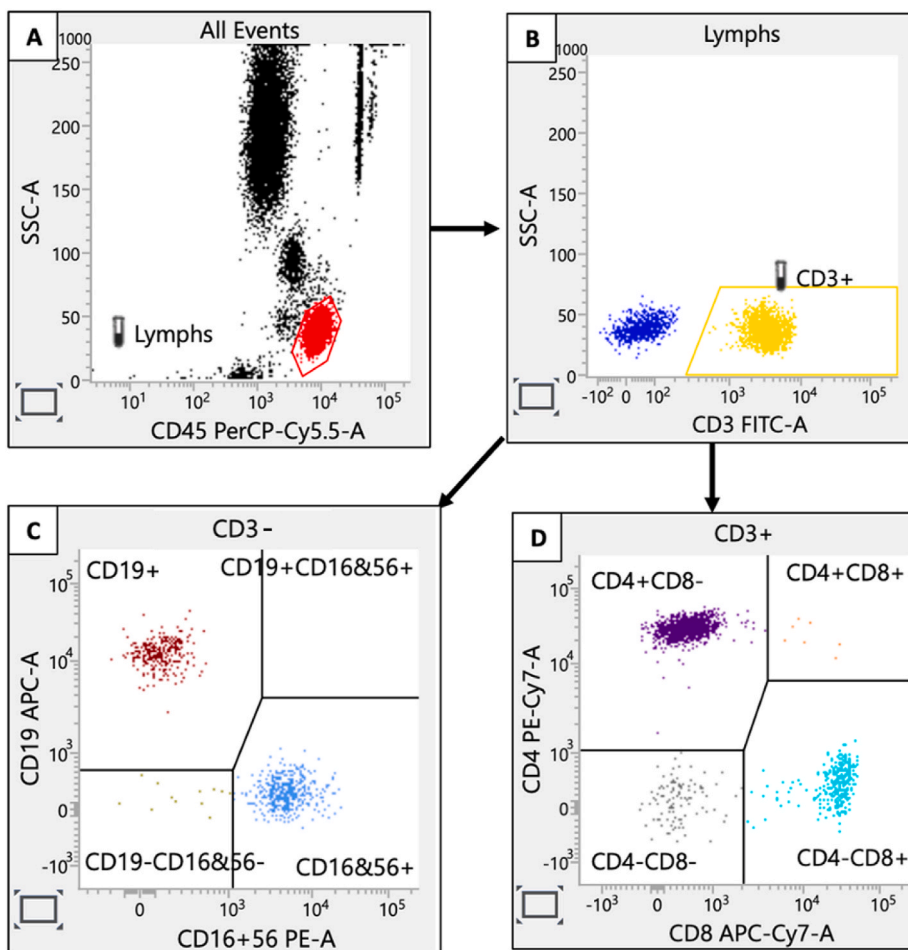 A
All Events
1000
250
200
150
100
50
0
SSC-A
Lymphs
10¹ 10² 10³ 10⁴ 10⁵
CD45 PerCP-Cy5.5-A
B
Lymphs
1000
250
200
150
100
50
0
SSC-A
CD3+
-10² 0 10² 10³ 10⁴ 10⁵
CD3 FITC-A
C
CD3-
CD19+
CD19+CD16&56+
10⁵
10⁴
10³
0
-10³
CD19 APC-A
CD19-CD16&56-
CD16&56+
0 10³ 10⁴ 10⁵
CD16+56 PE-A
D
CD3+
CD4+CD8-
CD4+CD8+
10⁵
10⁴
10³
0
-10³
CD4 PE-Cy7-A
CD4-CD8-
CD4-CD8+
-10³ 0 10³ 10⁴ 10⁵
CD8 APC-Cy7-A